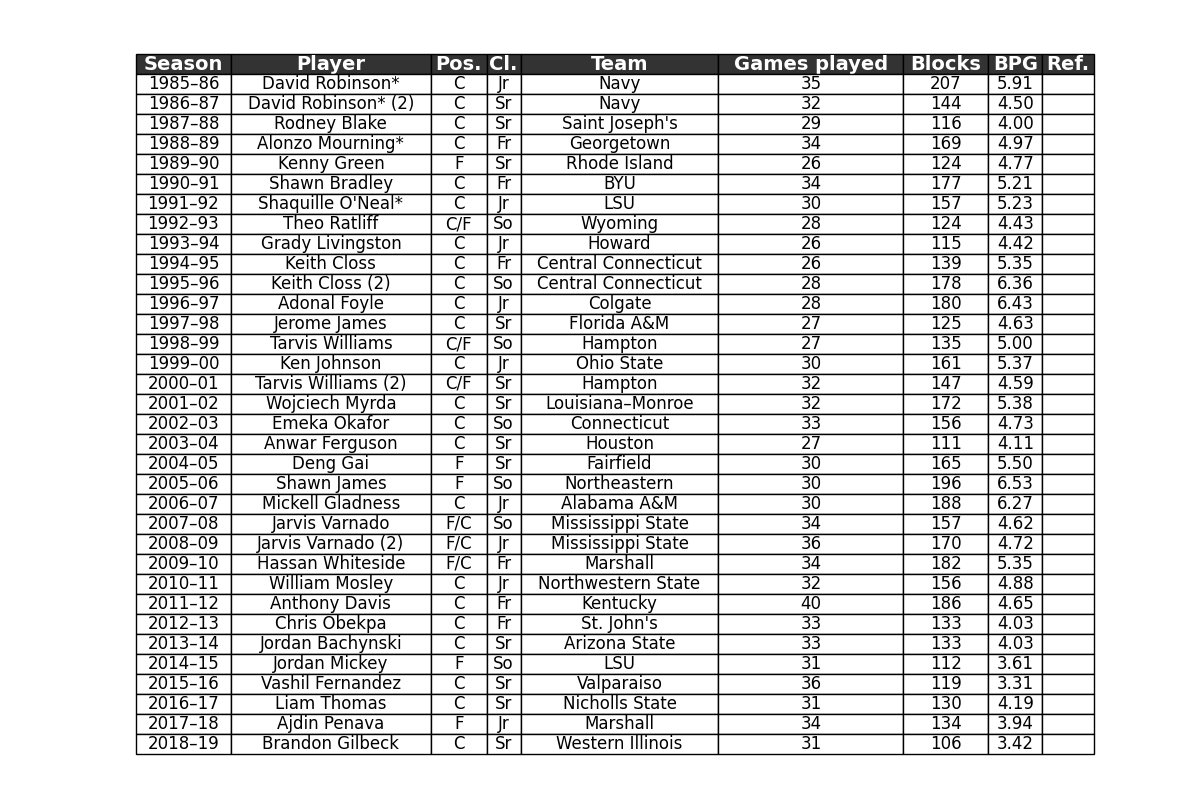 Season Player Pos. Cl. Team Games played Blocks BPG Ref.
1985–86 David Robinson* C Jr Navy 35 207 5.91
1986–87 David Robinson* (2) C Sr Navy 32 144 4.50
1987–88 Rodney Blake C Sr Saint Joseph's 29 116 4.00
1988–89 Alonzo Mourning* C Fr Georgetown 34 169 4.97
1989–90 Kenny Green F Sr Rhode Island 26 124 4.77
1990–91 Shawn Bradley C Fr BYU 34 177 5.21
1991–92 Shaquille O'Neal* C Jr LSU 30 157 5.23
1992–93 Theo Ratliff C/F So Wyoming 28 124 4.43
1993–94 Grady Livingston C Jr Howard 26 115 4.42
1994–95 Keith Closs C Fr Central Connecticut 26 139 5.35
1995–96 Keith Closs (2) C So Central Connecticut 28 178 6.36
1996–97 Adonal Foyle C Jr Colgate 28 180 6.43
1997–98 Jerome James C Sr Florida A&M 27 125 4.63
1998–99 Tarvis Williams C/F So Hampton 27 135 5.00
1999–00 Ken Johnson C Jr Ohio State 30 161 5.37
2000–01 Tarvis Williams (2) C/F Sr Hampton 32 147 4.59
2001–02 Wojciech Myrda C Sr Louisiana–Monroe 32 172 5.38
2002–03 Emeka Okafor C So Connecticut 33 156 4.73
2003–04 Anwar Ferguson C Sr Houston 27 111 4.11
2004–05 Deng Gai F Sr Fairfield 30 165 5.50
2005–06 Shawn James F So Northeastern 30 196 6.53
2006–07 Mickell Gladness C Jr Alabama A&M 30 188 6.27
2007–08 Jarvis Varnado F/C So Mississippi State 34 157 4.62
2008–09 Jarvis Varnado (2) F/C Jr Mississippi State 36 170 4.72
2009–10 Hassan Whiteside F/C Fr Marshall 34 182 5.35
2010–11 William Mosley C Jr Northwestern State 32 156 4.88
2011–12 Anthony Davis C Fr Kentucky 40 186 4.65
2012–13 Chris Obekpa C Fr St. John's 33 133 4.03
2013–14 Jordan Bachynski C Sr Arizona State 33 133 4.03
2014–15 Jordan Mickey F So LSU 31 112 3.61
2015–16 Vashil Fernandez C Sr Valparaiso 36 119 3.31
2016–17 Liam Thomas C Sr Nicholls State 31 130 4.19
2017–18 Ajdin Penava F Jr Marshall 34 134 3.94
2018–19 Brandon Gilbeck C Sr Western Illinois 31 106 3.42